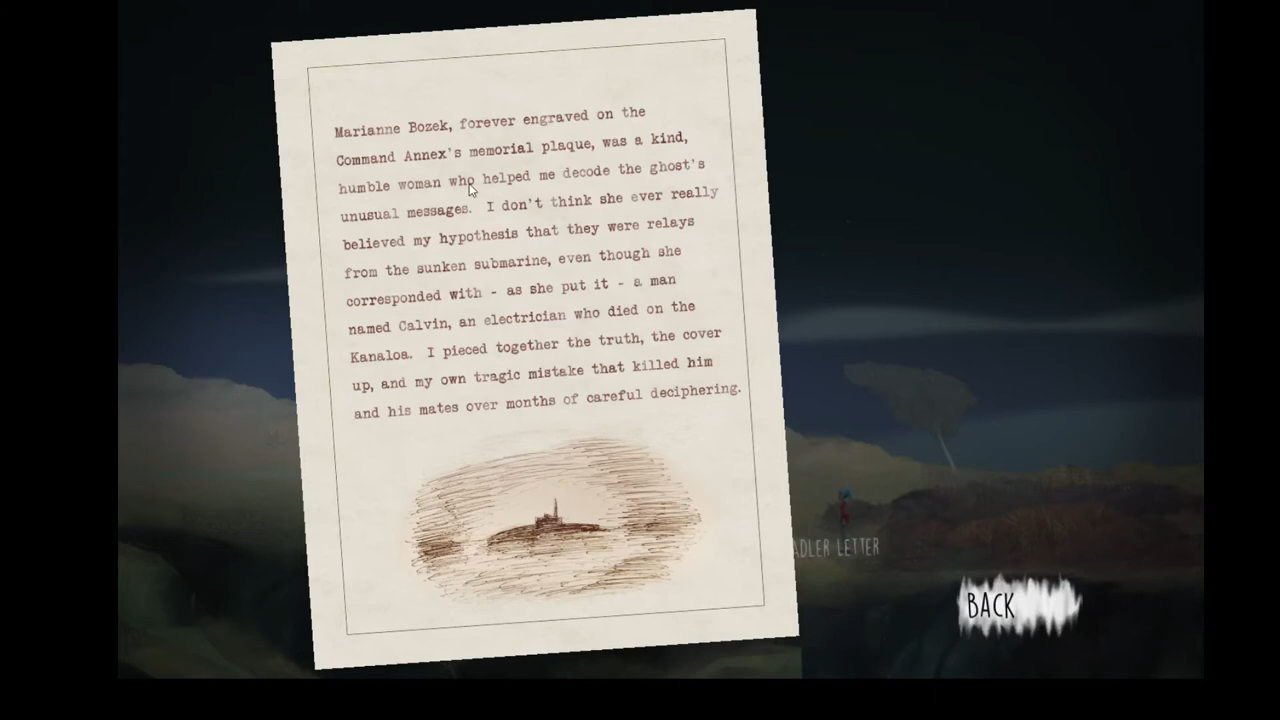 Marianne Bozek, forever engraved on the
Command Annex's memorial plaque, was a kind,
humble woman who helped me decode the ghost's
unusual messages. I don't think she ever really
believed my hypothesis that they were relays
from the sunken submarine, even though she
corresponded with - as she put it - a man
named Calvin, an electrician who died on the
Kanaloa. I pieced together the truth, the cover
up, and my own tragic mistake that killed him
and his mates over months of careful deciphering.
ADLER LETTER
BACK